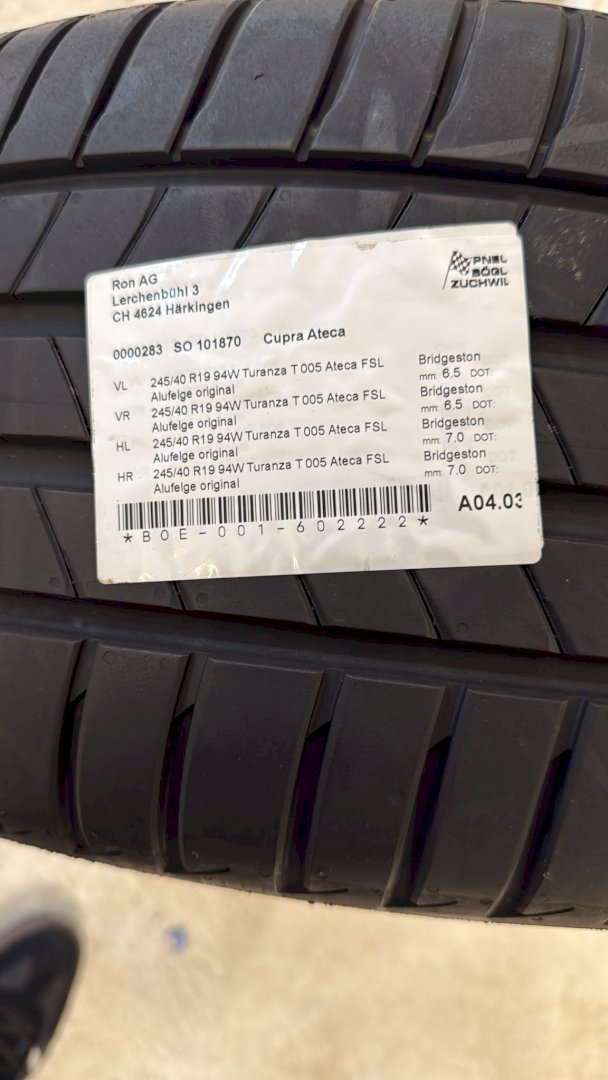 Ron AG
Lerchenbühl 3
CH 4624 Härkingen
PNEU
BÖGL
ZUCHWIL
0000283 SO 101870 Cupra Ateca
VL 245/40 R19 94W Turanza T 005 Ateca FSL Bridgeston
Alufelge original mm: 6.5 DOT:
VR 245/40 R19 94W Turanza T 005 Ateca FSL Bridgeston
Alufelge original mm: 6.5 DOT:
HL 245/40 R19 94W Turanza T 005 Ateca FSL Bridgeston
Alufelge original mm: 7.0 DOT:
HR 245/40 R19 94W Turanza T 005 Ateca FSL Bridgeston
Alufelge original mm: 7.0 DOT:
*BOE-001-602222*
A04.03